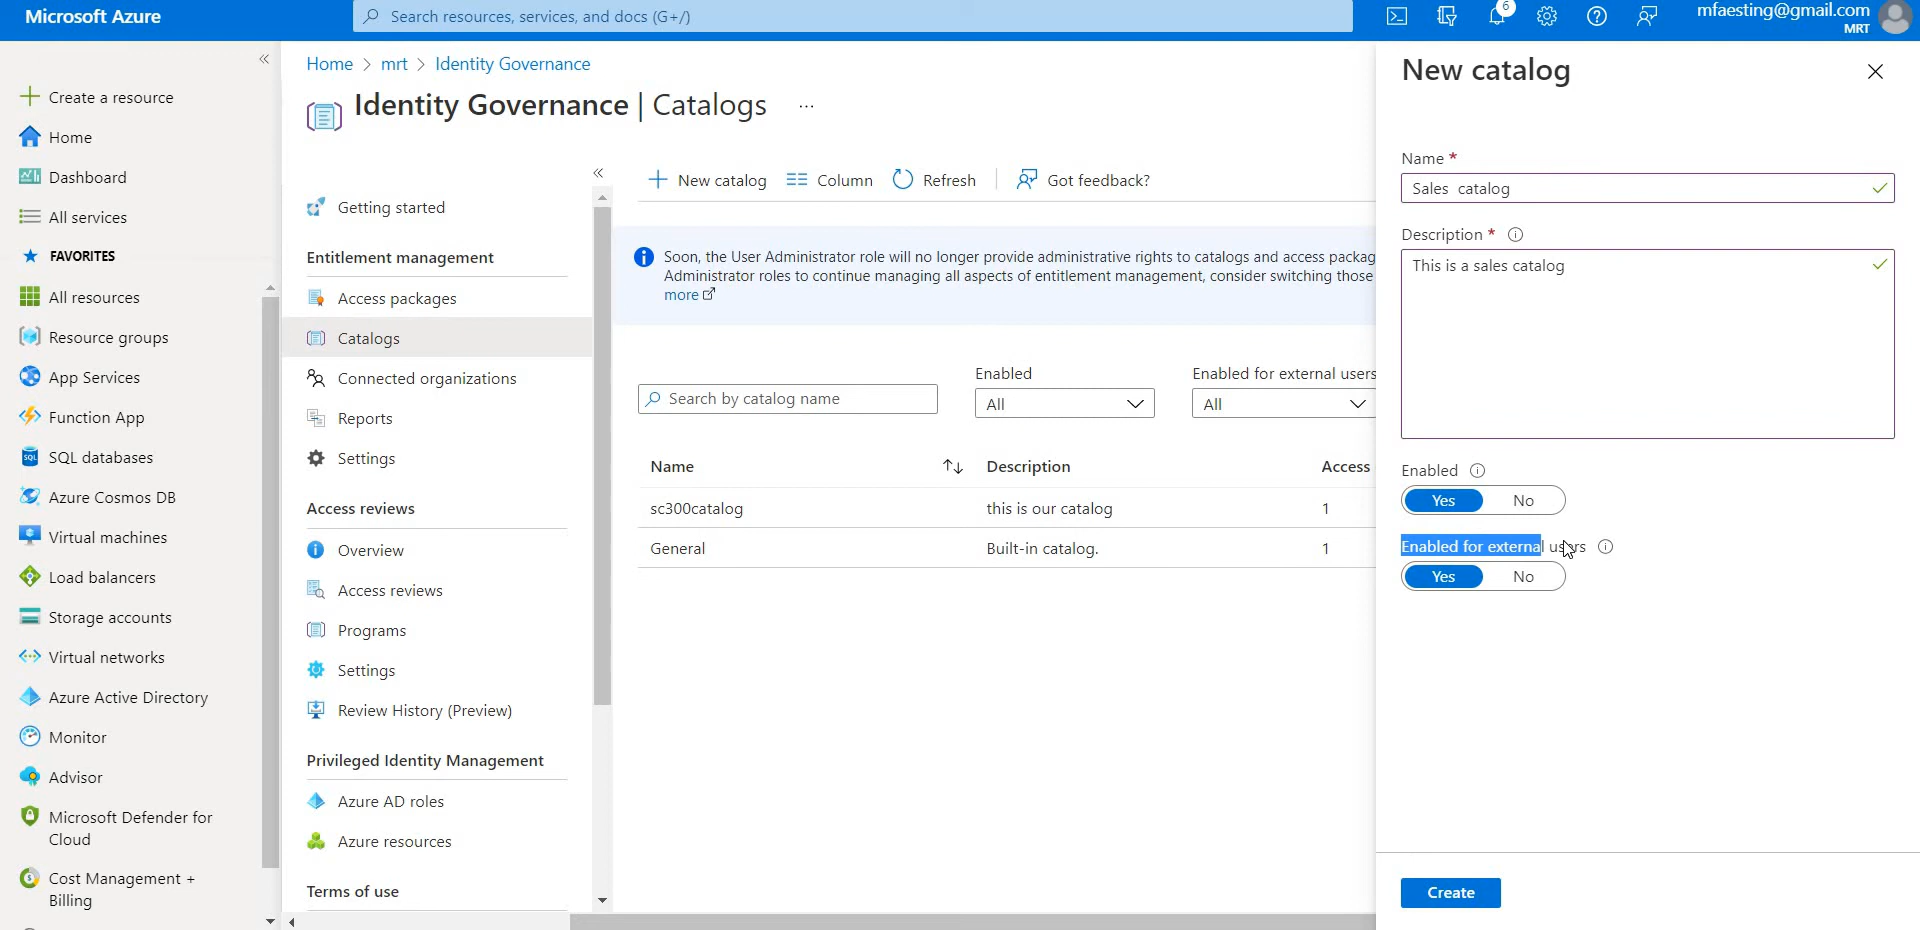 Microsoft Azure
Search resources, services, and docs (G+/)
6
mfaesting@gmail.com
MRT
Create a resource
Home
Dashboard
All services
FAVORITES
All resources
Resource groups
App Services
Function App
SQL databases
Azure Cosmos DB
Virtual machines
Load balancers
Storage accounts
Virtual networks
Azure Active Directory
Monitor
Advisor
Microsoft Defender for
Cloud
Cost Management +
Billing
Home > mrt > Identity Governance
Identity Governance | Catalogs ...
Getting started
Entitlement management
Access packages
Catalogs
Connected organizations
Reports
Settings
Access reviews
Overview
Access reviews
Programs
Settings
Review History (Preview)
Privileged Identity Management
Azure AD roles
Azure resources
Terms of use
New catalog Column Refresh Got feedback?
Soon, the User Administrator role will no longer provide administrative rights to catalogs and access packag
Administrator roles to continue managing all aspects of entitlement management, consider switching those
more
Search by catalog name
Enabled
All
Enabled for external users
All
Name Description Access
sc300catalog this is our catalog 1
General Built-in catalog. 1
New catalog
Name *
Sales  catalog
Description *
This is a sales catalog
Enabled
Yes No
Enabled for external users
Yes No
Create